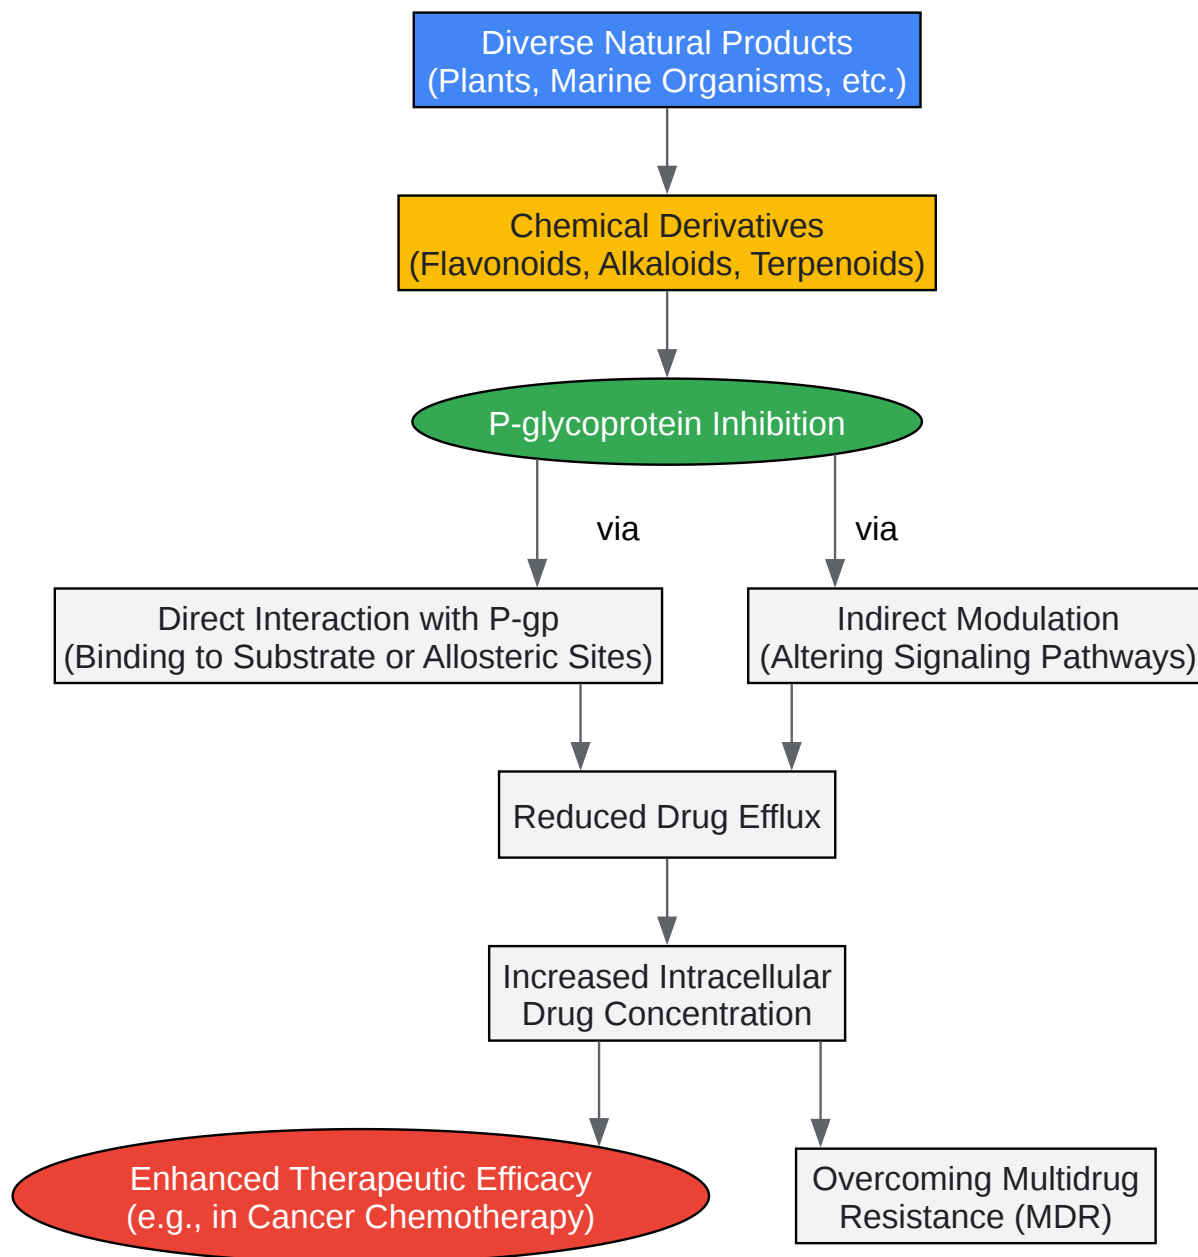 Diverse Natural Products
(Plants, Marine Organisms, etc.)
Chemical Derivatives
(Flavonoids, Alkaloids, Terpenoids)
P-glycoprotein Inhibition
via
via
Direct Interaction with P-gp
(Binding to Substrate or Allosteric Sites)
Indirect Modulation
(Altering Signaling Pathways)
Reduced Drug Efflux
Increased Intracellular
Drug Concentration
Enhanced Therapeutic Efficacy
(e.g., in Cancer Chemotherapy)
Overcoming Multidrug
Resistance (MDR)